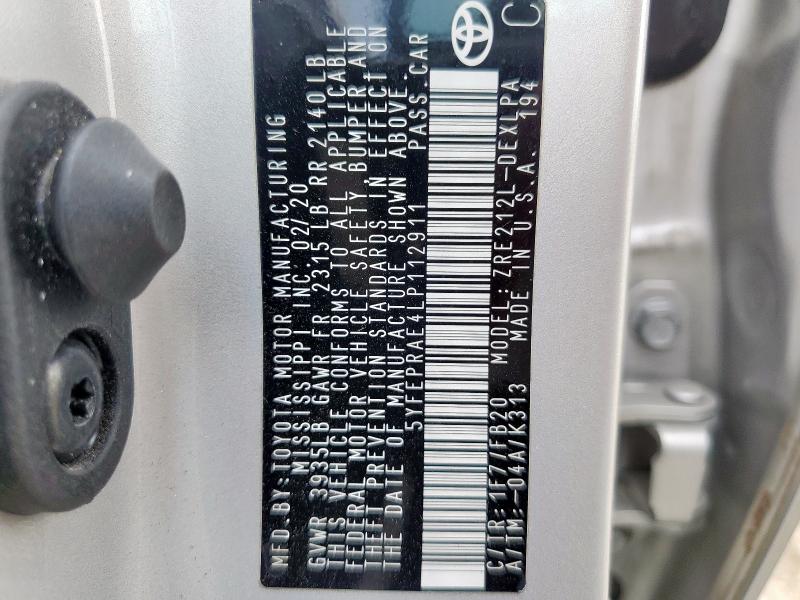 MFD.BY:TOYOTA MOTOR MANUFACTURING
MISSISSIPPI INC. 02/20
GVWR 3935LB GAWR FR 2315 LB RR 2140LB
THIS VEHICLE CONFORMS TO ALL APPLICABLE
FEDERAL MOTOR VEHICLE SAFETY BUMPER AND
THEFT PREVENTION STANDARDS IN EFFECT ON
THE DATE OF MANUFACTURE SHOWN ABOVE.
5YFEPRAE4LP112911 PASS.CAR
C/TR:1F7/FB20 MODEL:ZRE212L-DEXLPA
A/TM:-04A/K313 MADE IN U.S.A. 194
C